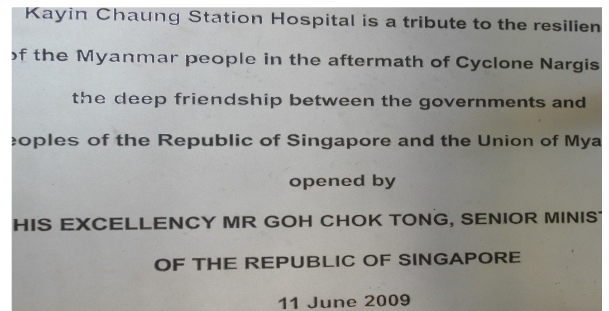 Kayin Chaung Station Hospital is a tribute to the resilien
of the Myanmar people in the aftermath of Cyclone Nargis
the deep friendship between the governments and
eoples of the Republic of Singapore and the Union of Mya
opened by
HIS EXCELLENCY MR GOH CHOK TONG, SENIOR MINIS
OF THE REPUBLIC OF SINGAPORE
11 June 2009